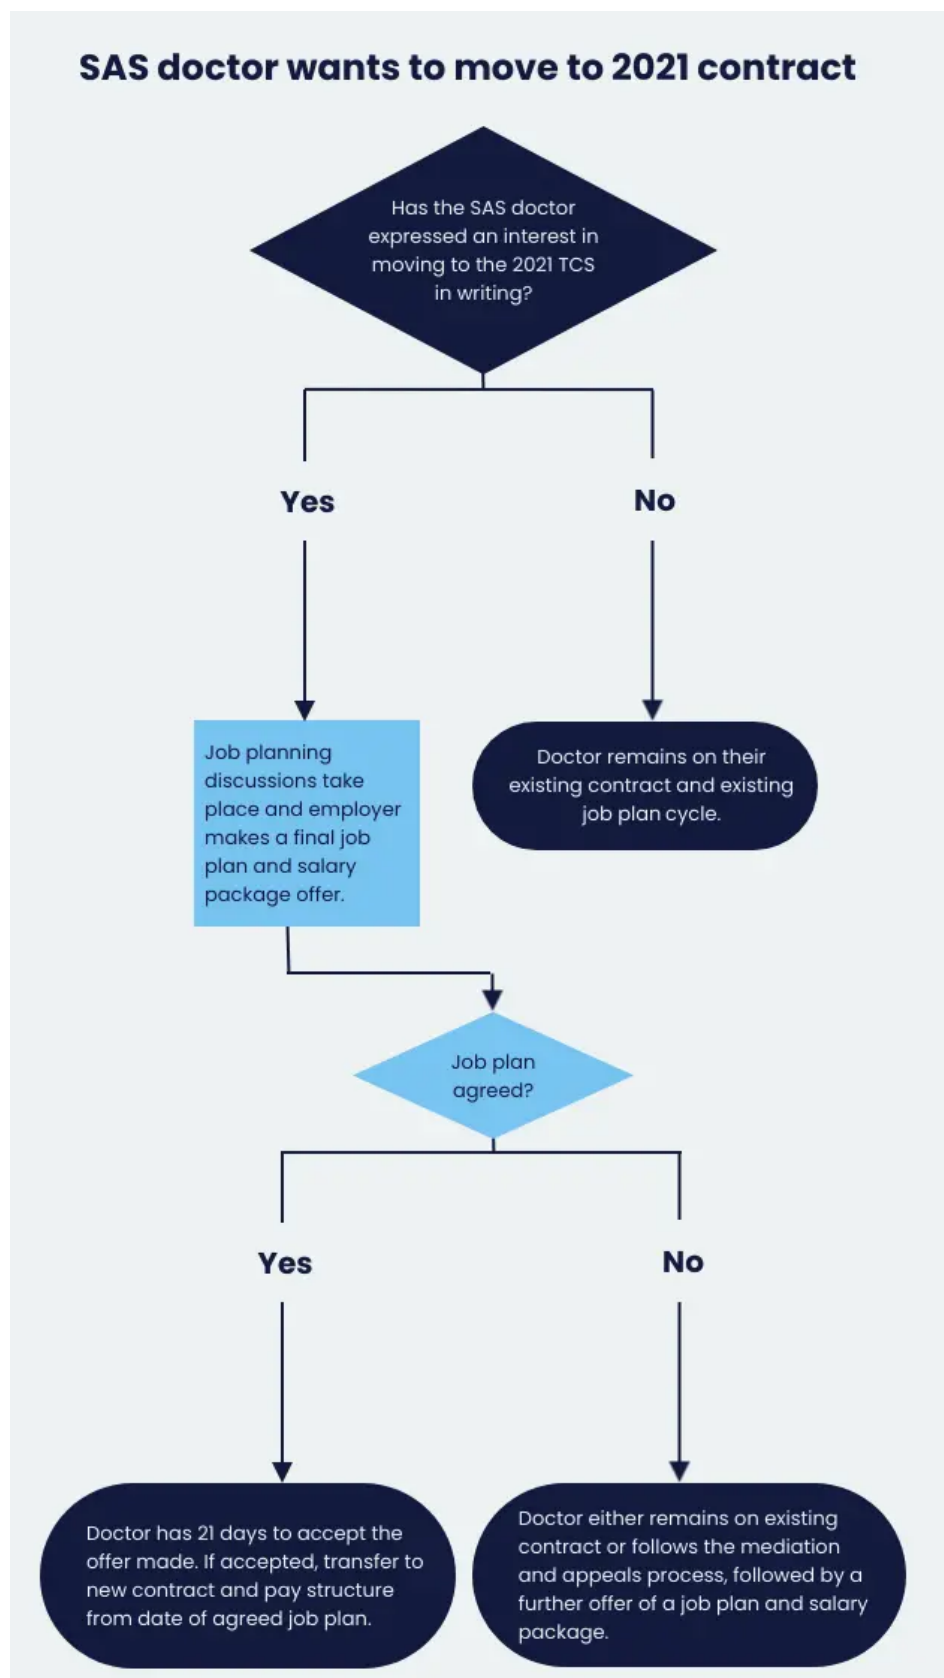 SAS doctor wants to move to 2021 contract
Has the SAS doctor
expressed an interest in
moving to the 2021 TCS
in writing?
Yes
No
Job planning
discussions take
place and employer
makes a final job
plan and salary
package offer.
Doctor remains on their
existing contract and existing
job plan cycle.
Job plan
agreed?
Yes
No
Doctor has 21 days to accept the
offer made. If accepted, transfer to
new contract and pay structure
from date of agreed job plan.
Doctor either remains on existing
contract or follows the mediation
and appeals process, followed by a
further offer of a job plan and salary
package.